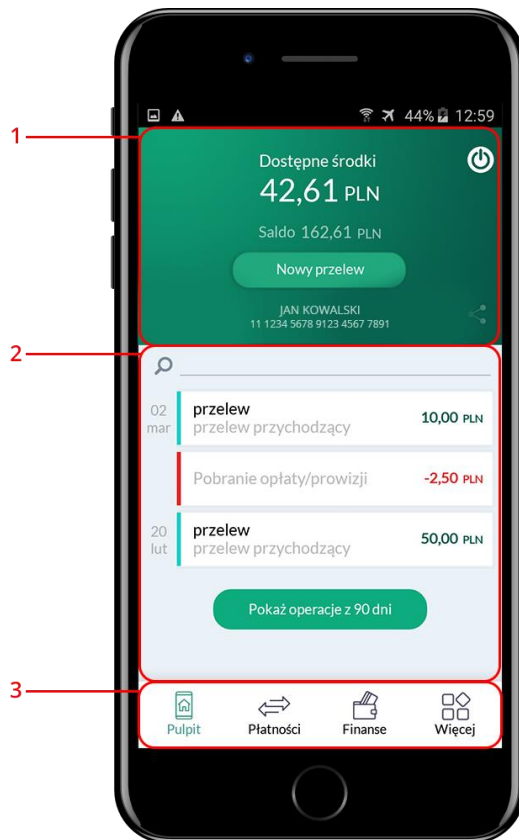 44% 12:59
1
Dostępne środki
42,61 PLN
Saldo 162,61 PLN
Nowy przelew
JAN KOWALSKI
11 1234 5678 9123 4567 7891
2
02
mar
przelew
przelew przychodzący
10,00 PLN
Pobranie opłaty/prowizji
-2,50 PLN
20
lut
przelew
przelew przychodzący
50,00 PLN
Pokaż operacje z 90 dni
3
Pulpit Płatności Finanse Więcej